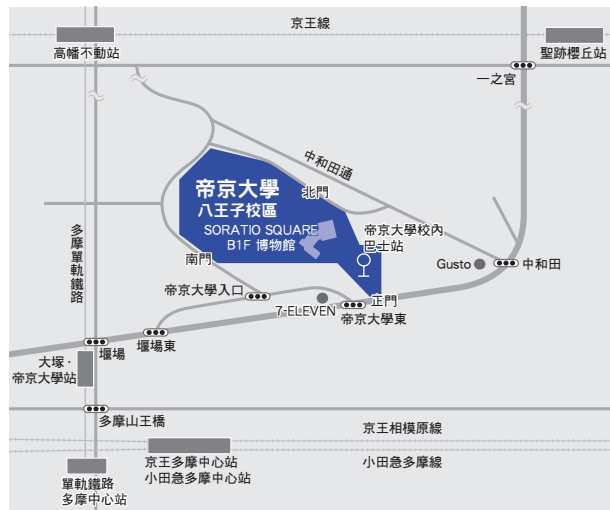 京王線
高幡不動站
聖跡櫻丘站
一之宮
中和田通
帝京大學
八王子校區
北門
SORATIO SQUARE
B1F 博物館
帝京大學校內
巴士站
多摩單軌鐵路
南門
Gusto
中和田
帝京大學入口
正門
7-ELEVEN
帝京大學東
堰場
堰場東
大塚・
帝京大學站
多摩山王橋
京王相模原線
京王多摩中心站
小田急多摩中心站
小田急多摩線
單軌鐵路
多摩中心站